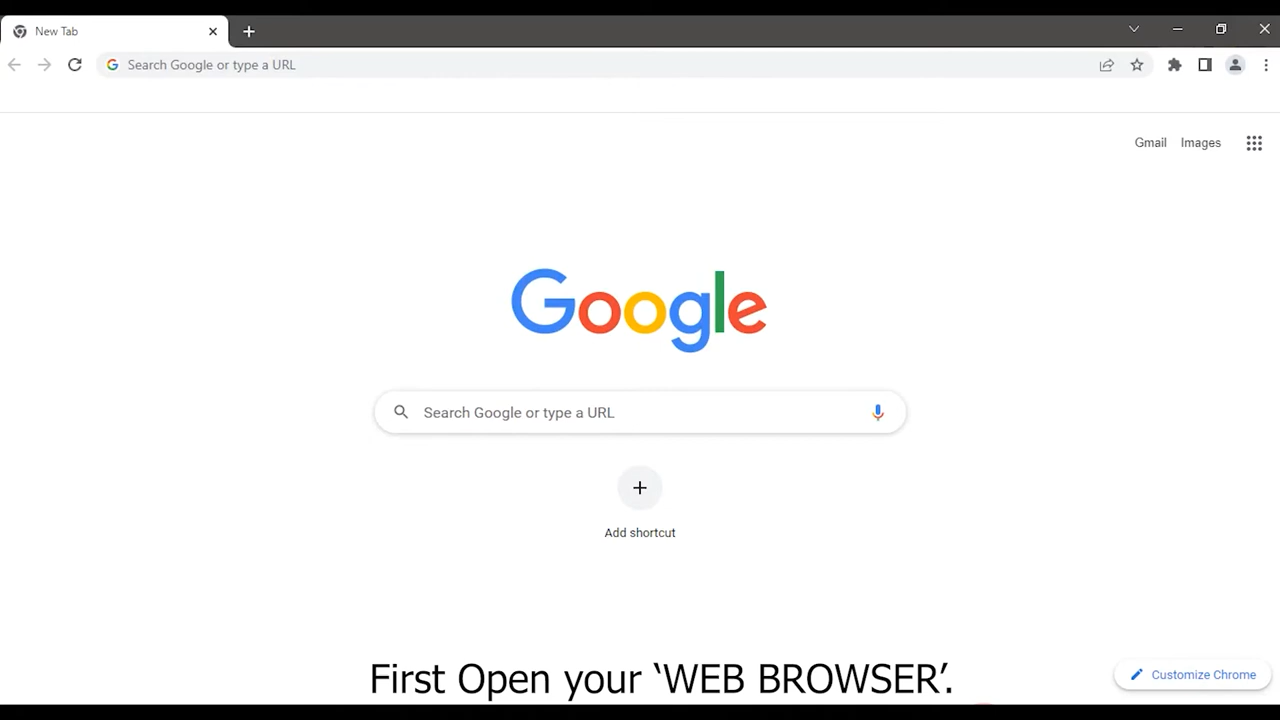 New Tab
Search Google or type a URL
Gmail Images
Google
Search Google or type a URL
Add shortcut
First Open your ‘WEB BROWSER’.
Customize Chrome